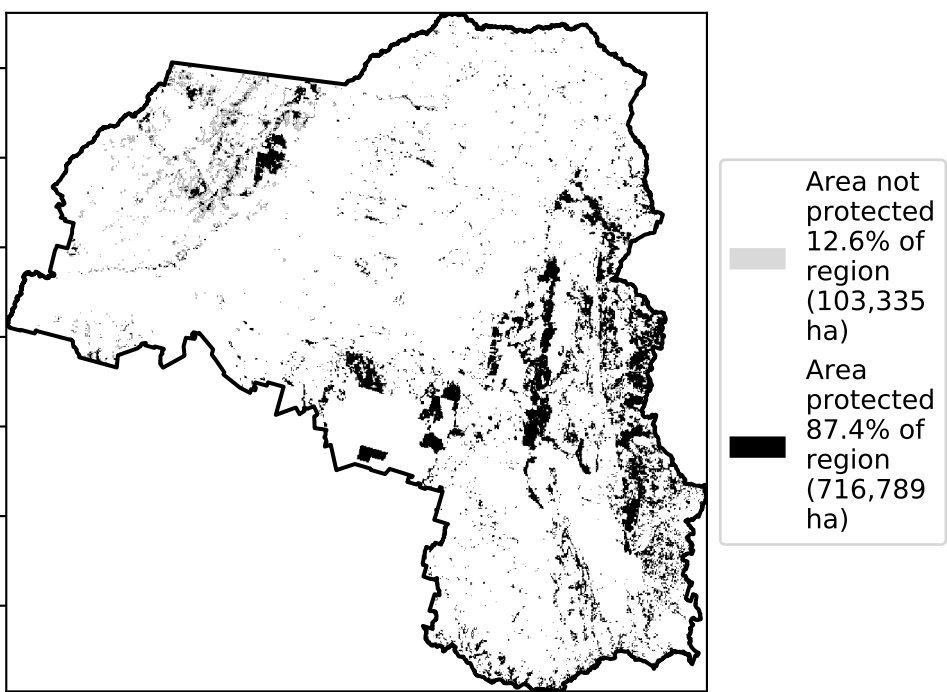 Area not
protected
12.6% of
region
(103,335
ha)
Area
protected
87.4% of
region
(716,789
ha)